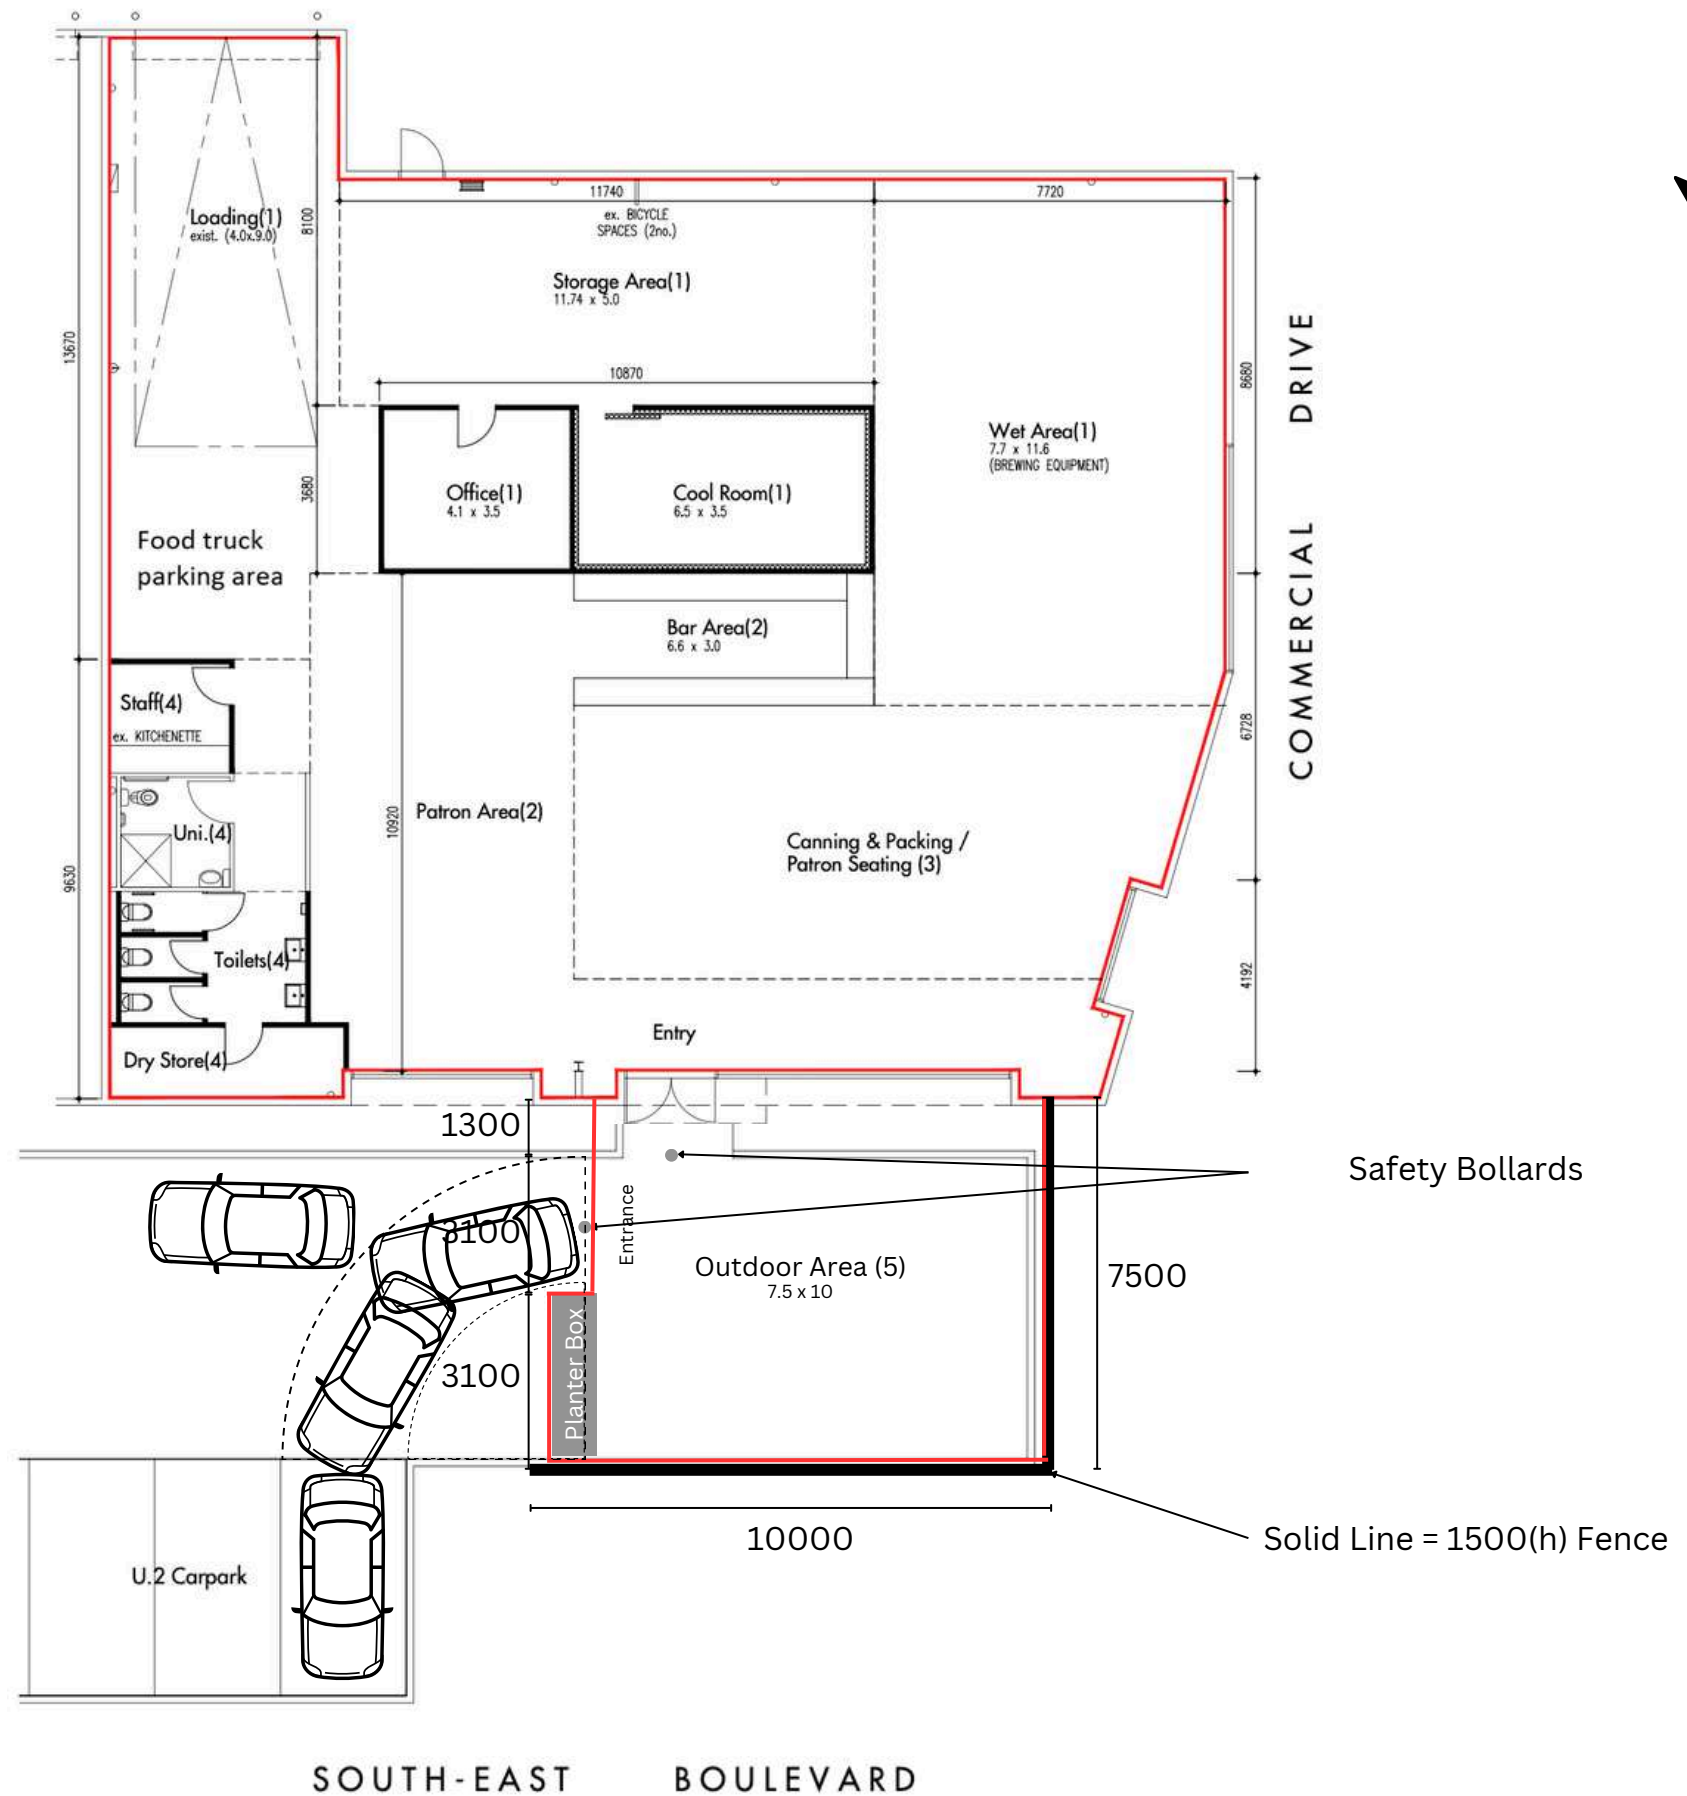 Loading(1)
exist. (4.0x9.0)
8100
11740
7720
ex. BICYCLE
SPACES (2no.)
Storage Area(1)
11.74 x 5.0
13670
10870
8680
COMMERCIAL DRIVE
Wet Area(1)
7.7 x 11.6
(BREWING EQUIPMENT)
3680
Office(1)
4.1 x 3.5
Cool Room(1)
6.5 x 3.5
Food truck
parking area
Bar Area(2)
6.6 x 3.0
Staff(4)
ex. KITCHENETTE
6728
Uni.(4)
10920
Patron Area(2)
Canning & Packing /
Patron Seating (3)
9630
Toilets(4)
4192
Dry Store(4)
Entry
1300
Safety Bollards
3100
Entrance
Outdoor Area (5)
7.5 x 10
7500
3100
Planter Box
10000
Solid Line = 1500(h) Fence
U.2 Carpark
SOUTH-EAST BOULEVARD